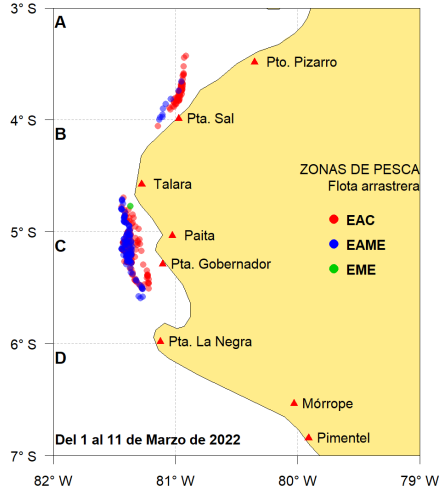 3° S
A
Pto. Pizarro
4° S
Pta. Sal
B
ZONAS DE PESCA
Flota arrastrera
Talara
EAC
5° S
Paita
C
EAME
Pta. Gobernador
EME
6° S
Pta. La Negra
D
Mórrope
Del 1 al 11 de Marzo de 2022
Pimentel
7° S
82° W
81° W
80° W
79° W